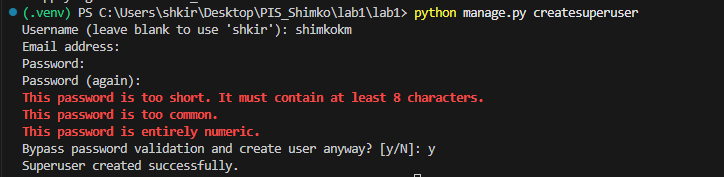 (.venv) PS C:\Users\shkir\Desktop\PIS_Shimko\lab1\lab1> python manage.py createsuperuser
Username (leave blank to use 'shkir'): shimkokm
Email address:
Password:
Password (again):
This password is too short. It must contain at least 8 characters.
This password is too common.
This password is entirely numeric.
Bypass password validation and create user anyway? [y/N]: y
Superuser created successfully.